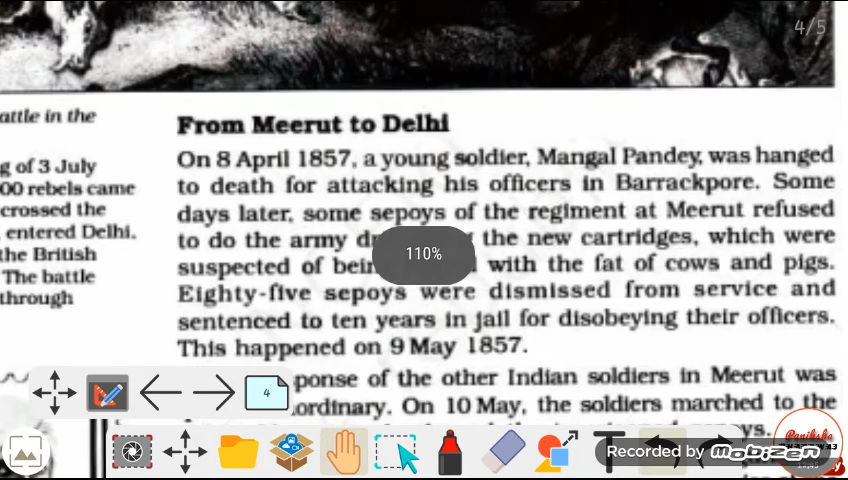 4/5
attle in the
g of 3 July
00 rebels came
crossed the
entered Delhi.
the British
The battle
through
From Meerut to Delhi
On 8 April 1857, a young soldier, Mangal Pandey, was hanged
to death for attacking his officers in Barrackpore. Some
days later, some sepoys of the regiment at Meerut refused
to do the army the new cartridges, which were
suspected of with the fat of cows and pigs.
Eighty-five sepoys were dismissed from service and
sentenced to ten years in jail for disobeying their officers.
This happened on 9 May 1857.
ponse of the other Indian soldiers in Meerut was
ordinary. On 10 May, the soldiers marched to the
ys.
110%
4
T
Recorded by MOBIZEN